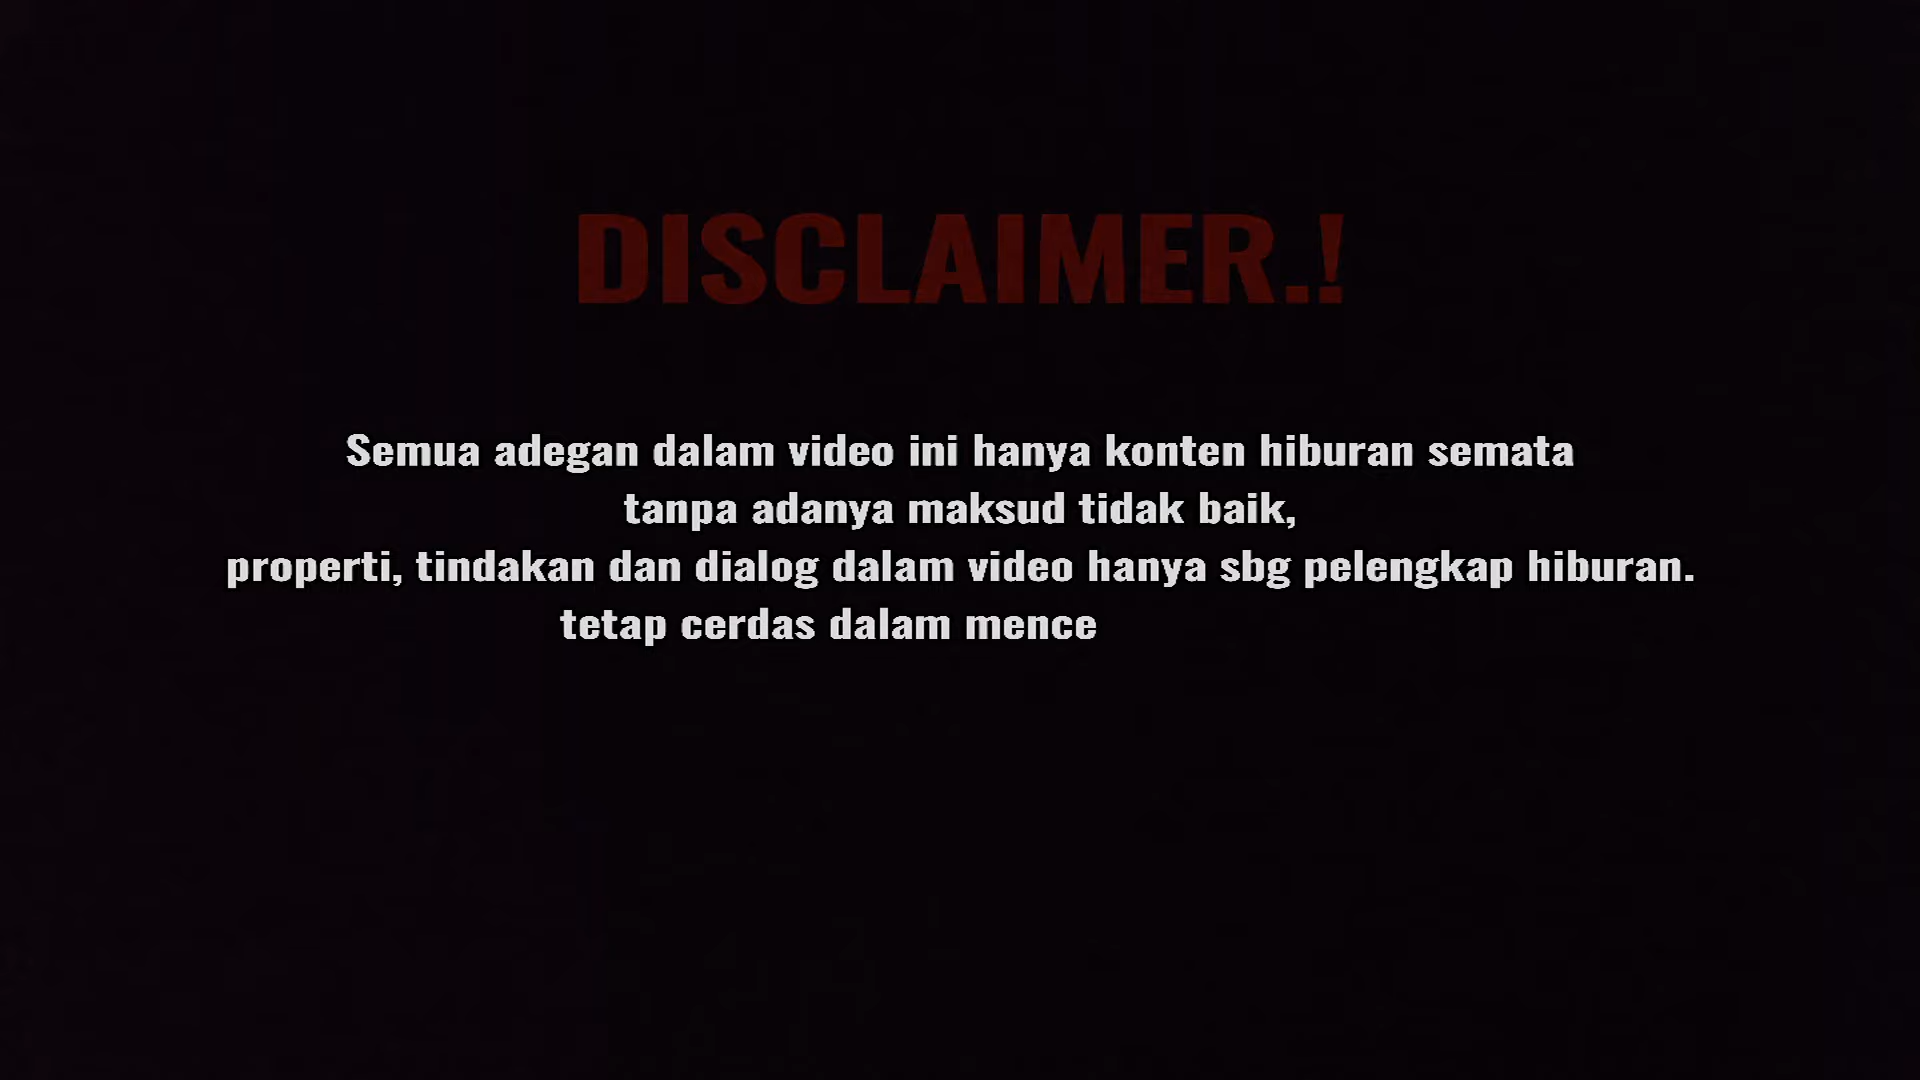 DISCLAIMER.!
Semua adegan dalam video ini hanya konten hiburan semata
tanpa adanya maksud tidak baik,
properti, tindakan dan dialog dalam video hanya sbg pelengkap hiburan.
tetap cerdas dalam mence